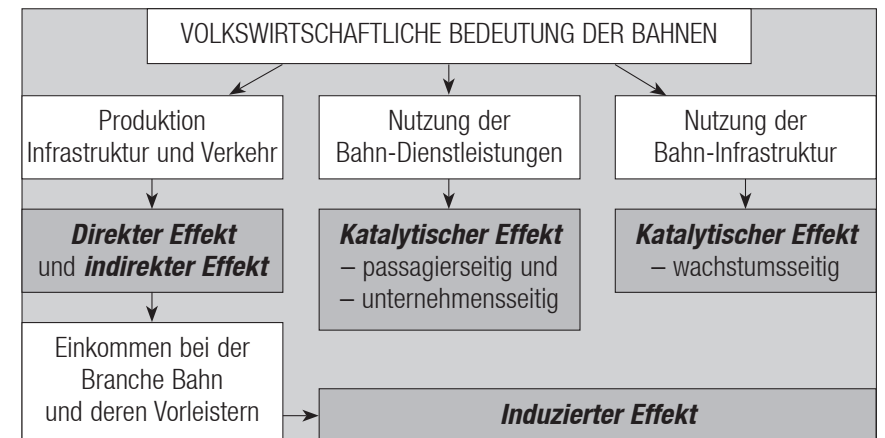 VOLKSWIRTSCHAFTLICHE BEDEUTUNG DER BAHNEN
Produktion
Infrastruktur und Verkehr
Nutzung der
Bahn-Dienstleistungen
Nutzung der
Bahn-Infrastruktur
Direkter Effekt
und indirekter Effekt
Katalytischer Effekt
– passagierseitig und
– unternehmensseitig
Katalytischer Effekt
– wachstumsseitig
Einkommen bei der
Branche Bahn
und deren Vorleistern
Induzierter Effekt